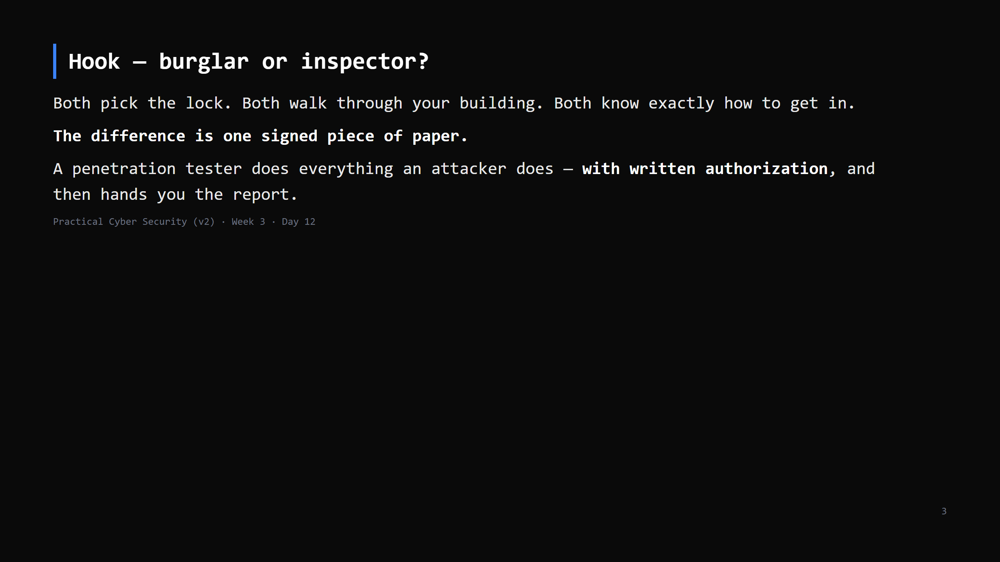 Hook — burglar or inspector?
Both pick the lock. Both walk through your building. Both know exactly how to get in.
The difference is one signed piece of paper.
A penetration tester does everything an attacker does — with written authorization, and
then hands you the report.
Practical Cyber Security (v2) · Week 3 · Day 12
3